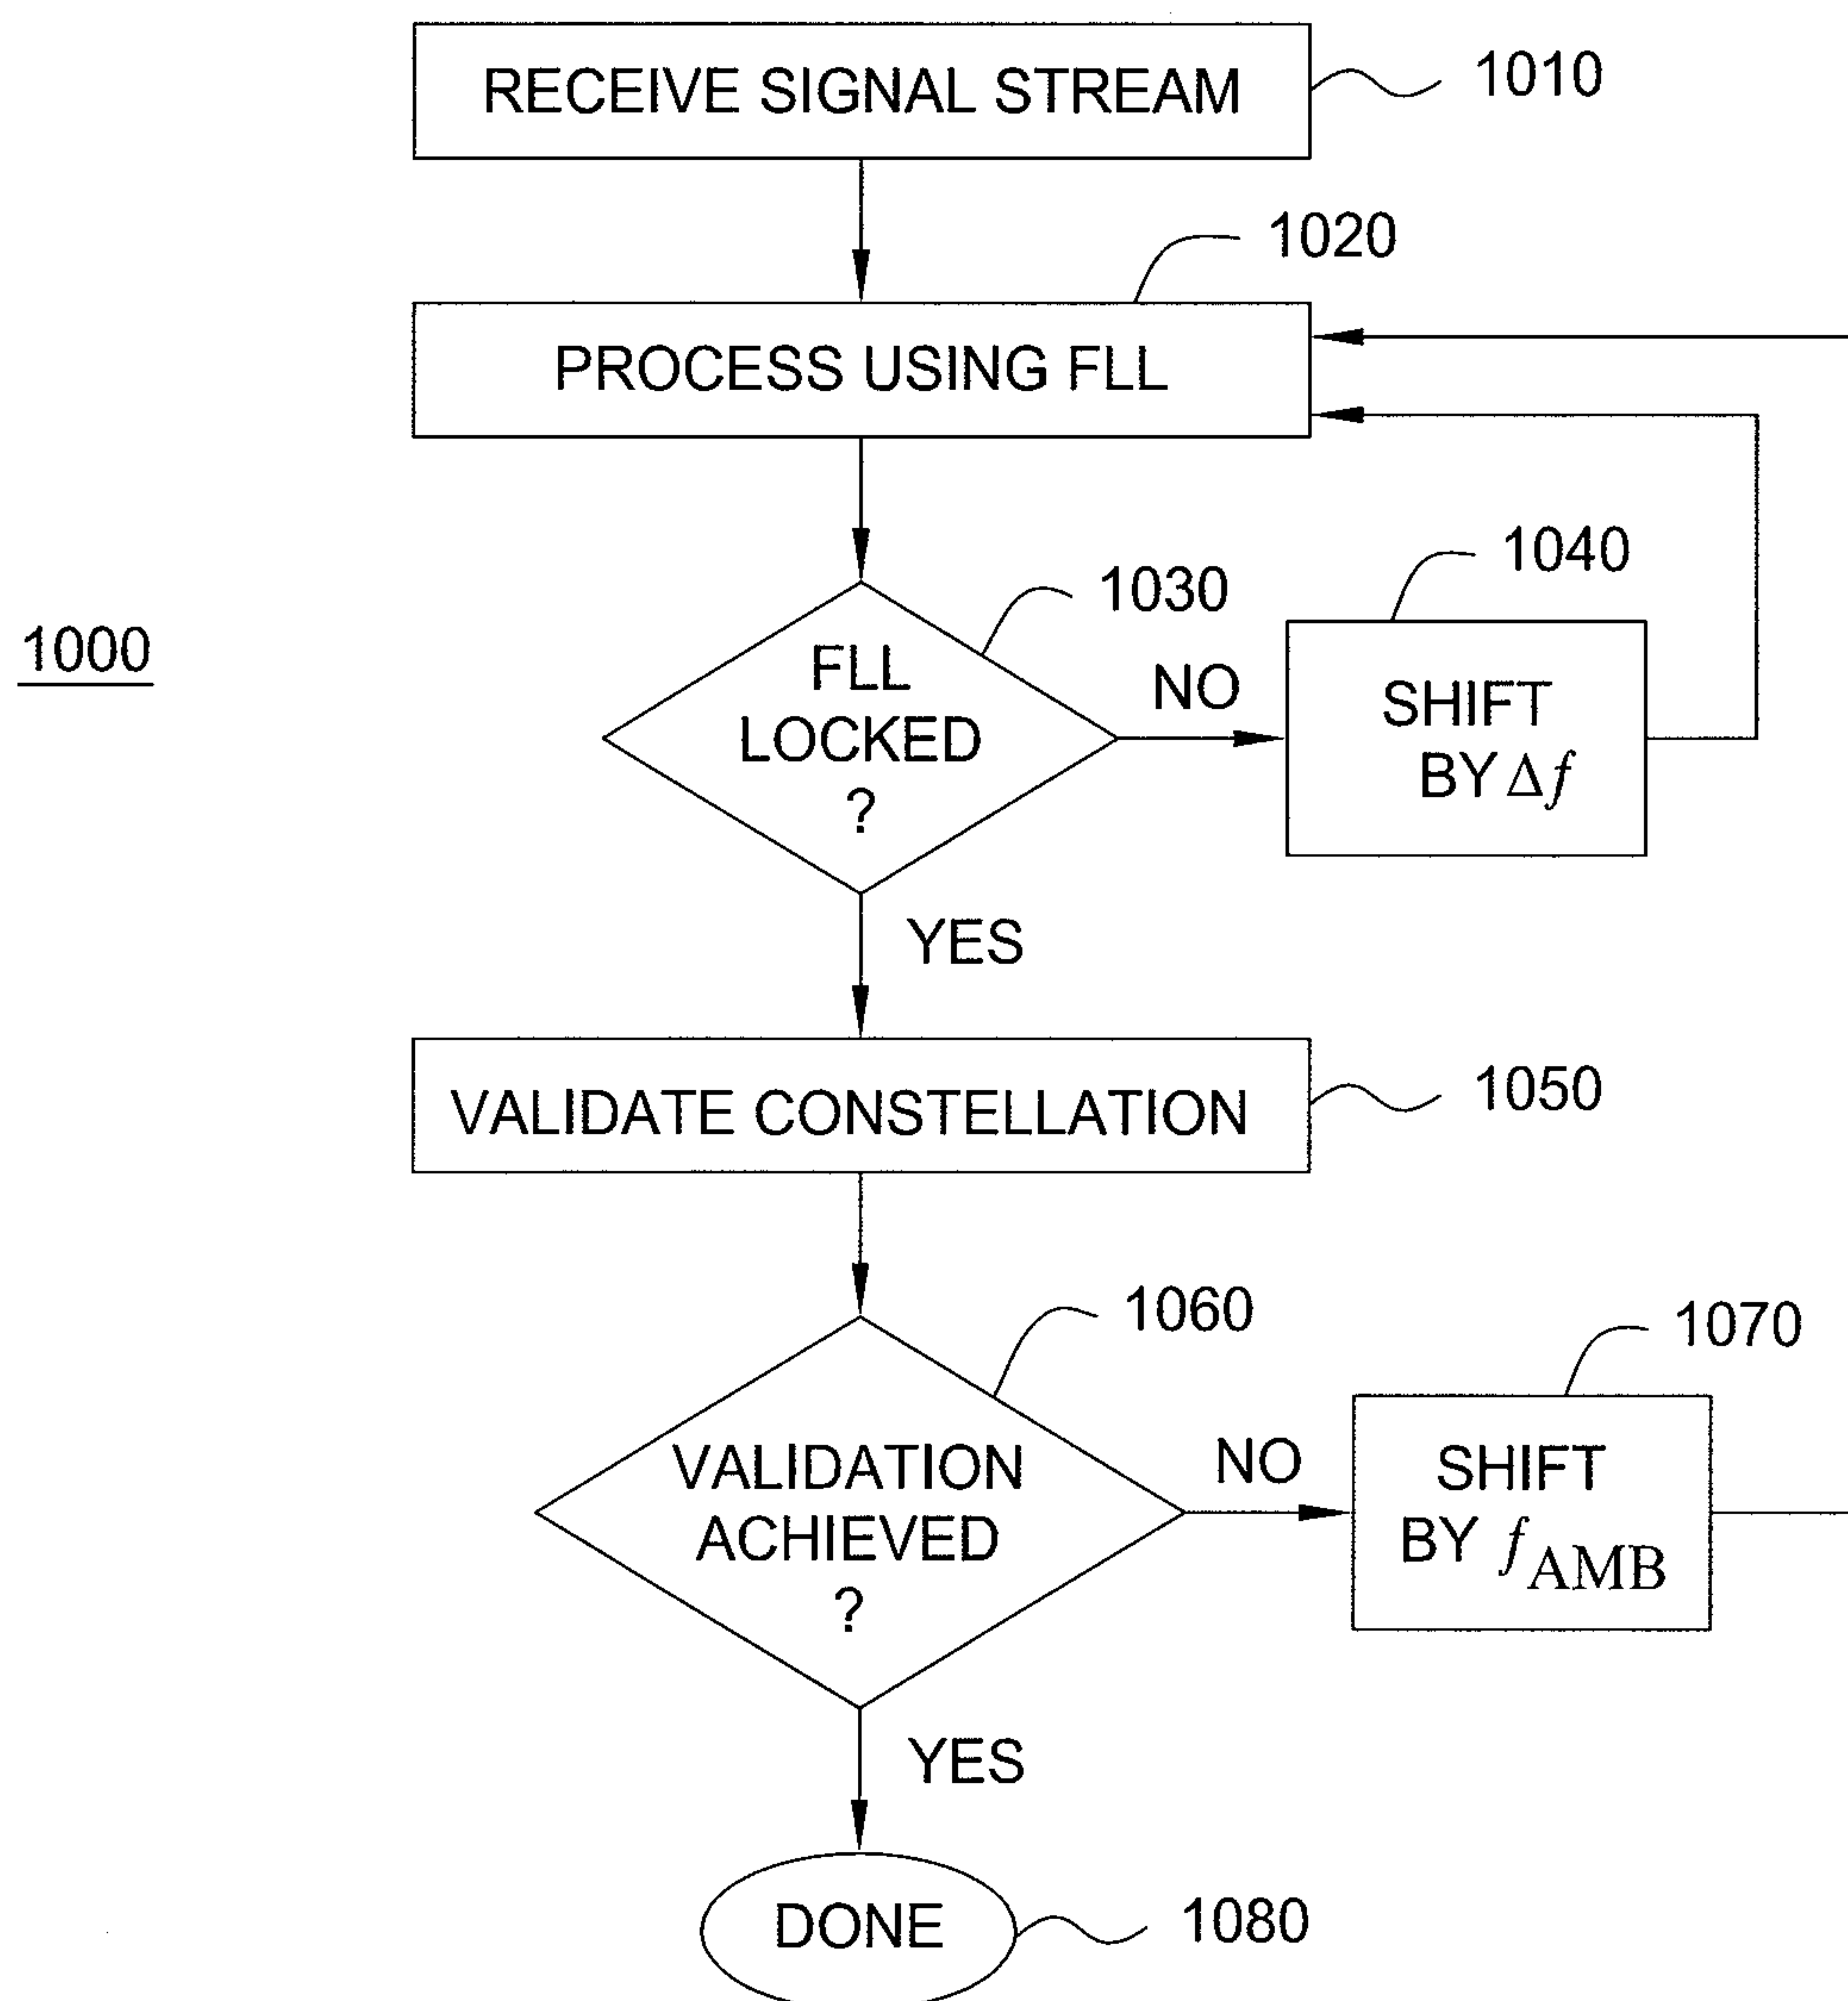 RECEIVE SIGNAL STREAM
1010
1020
PROCESS USING FLL
1030
1040
1000
FLL
LOCKED
?
NO
SHIFT
BY Δf
YES
VALIDATE CONSTELLATION
1050
1060
1070
VALIDATION
ACHIEVED
?
NO
SHIFT
BY fAMB
YES
DONE
1080